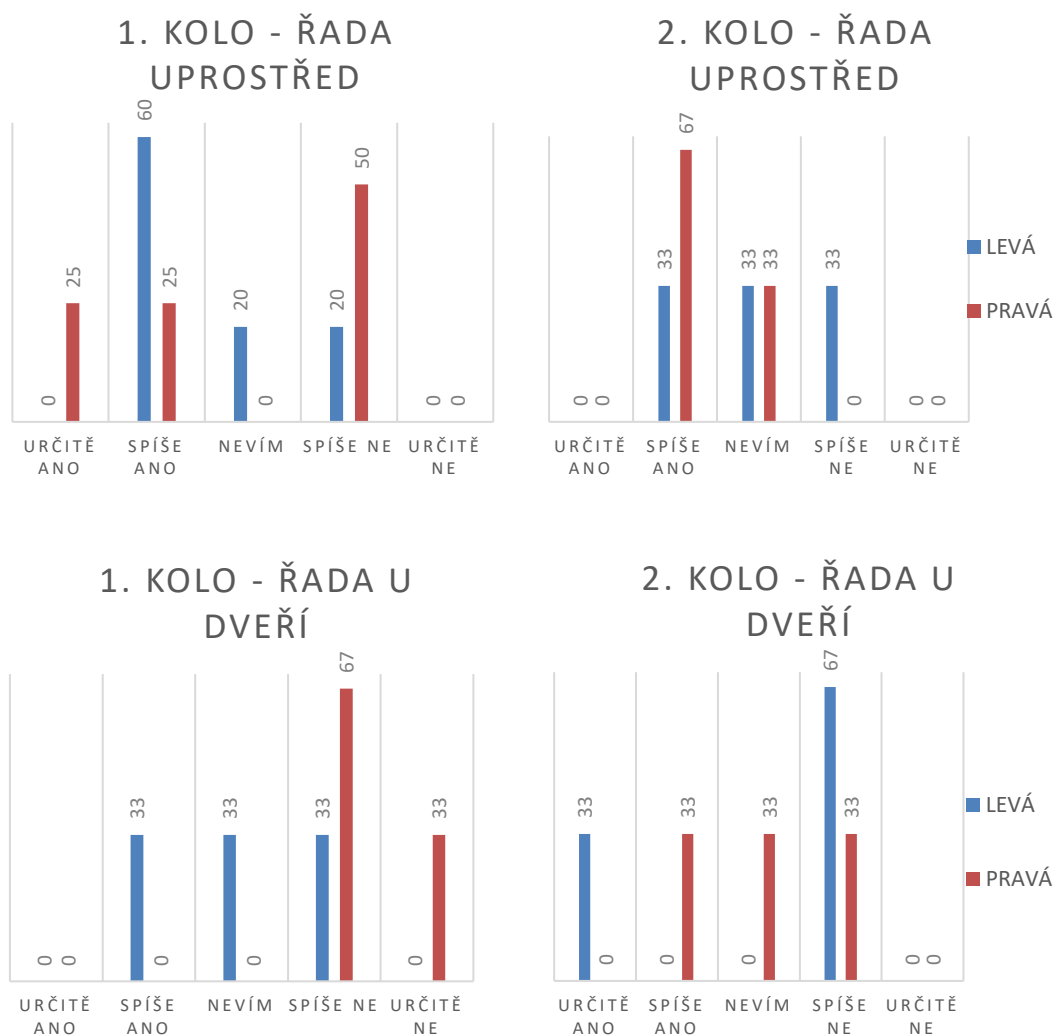 1. KOLO - ŘADA
UPROSTŘED
60
50
25
25
20
20
0
0
0
0
URČITĚ
ANO
SPÍŠE
ANO
NEVÍM
SPÍŠE NE
URČITĚ
NE
2. KOLO - ŘADA
UPROSTŘED
67
33
33
33
33
0
0
0
0
0
URČITĚ
ANO
SPÍŠE
ANO
NEVÍM
SPÍŠE
NE
URČITĚ
NE
LEVÁ
PRAVÁ
1. KOLO - ŘADA U
DVEŘÍ
67
33
33
33
33
0
0
0
0
0
URČITĚ
ANO
SPÍŠE
ANO
NEVÍM
SPÍŠE NE
URČITĚ
NE
2. KOLO - ŘADA U
DVEŘÍ
67
33
33
33
33
0
0
0
0
0
URČITĚ
ANO
SPÍŠE
ANO
NEVÍM
SPÍŠE
NE
URČITĚ
NE
LEVÁ
PRAVÁ